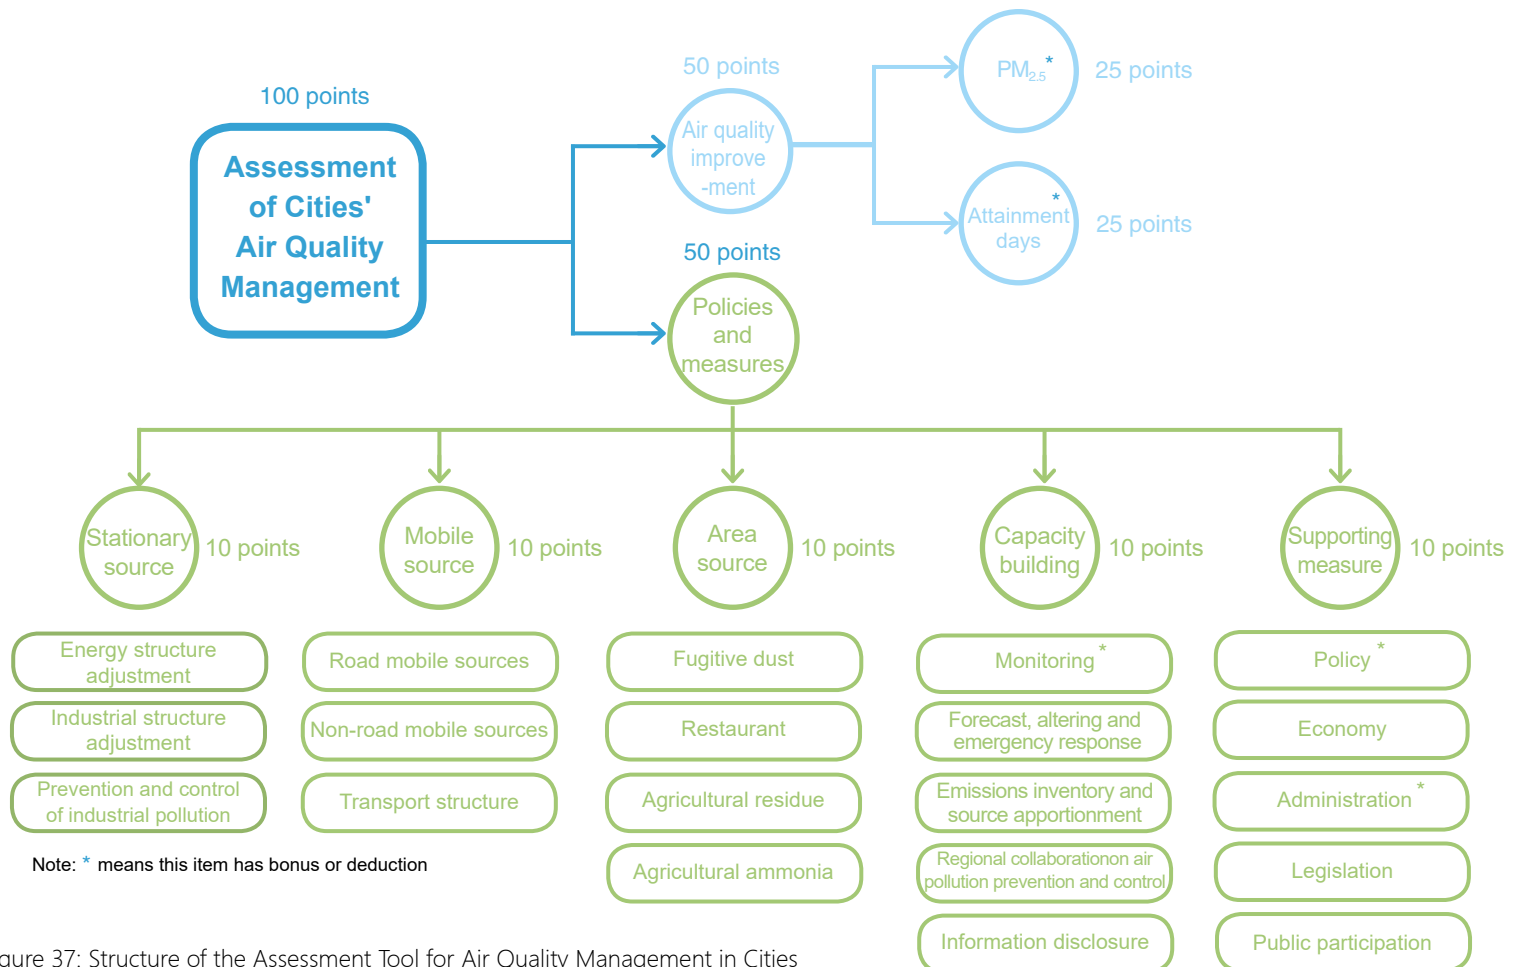 100 points
Assessment
of Cities'
Air Quality
Management
50 points
Air quality
improve
-ment
PM2.5*
25 points
Attainment*
days
25 points
50 points
Policies
and
measures
Stationary
source
10 points
Mobile
source
10 points
Area
source
10 points
Capacity
building
10 points
Supporting
measure
10 points
Energy structure
adjustment
Industrial structure
adjustment
Prevention and control
of industrial pollution
Road mobile sources
Non-road mobile sources
Transport structure
Fugitive dust
Restaurant
Agricultural residue
Agricultural ammonia
Monitoring *
Forecast, altering and
emergency response
Emissions inventory and
source apportionment
Regional collaborationon air
pollution prevention and control
Information disclosure
Policy *
Economy
Administration *
Legislation
Public participation
Note: * means this item has bonus or deduction
gure 37: Structure of the Assessment Tool for Air Quality Management in Cities